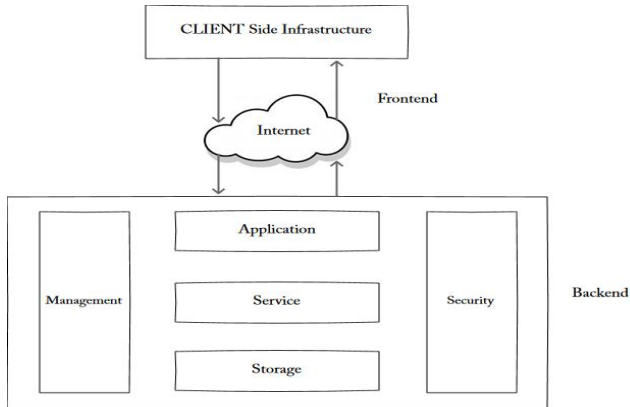 CLIENT Side Infrastructure
Frontend
Internet
Application
Management
Service
Security
Backend
Storage